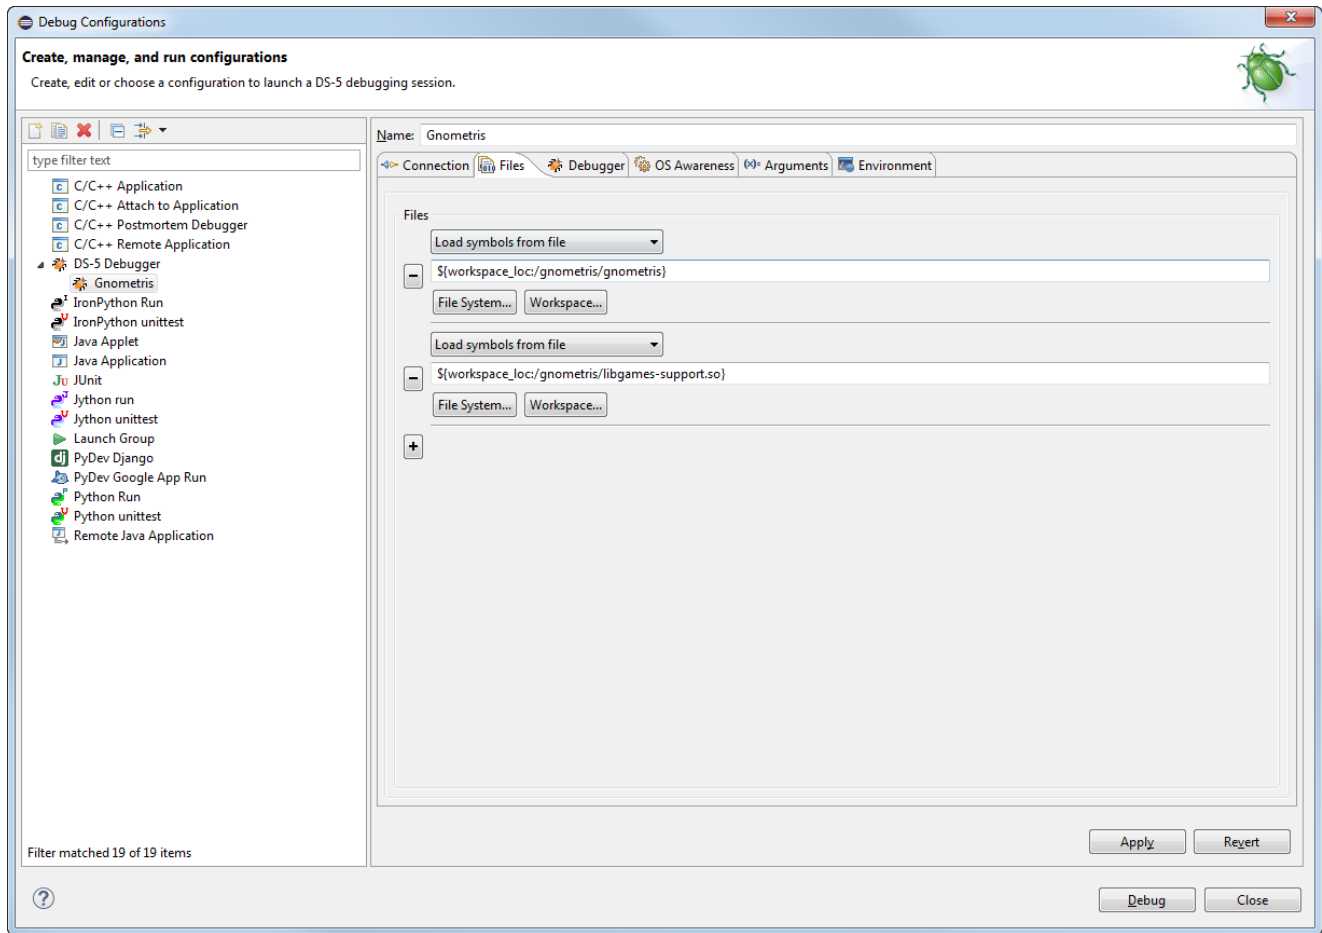 Debug Configurations
Create, manage, and run configurations
Create, edit or choose a configuration to launch a DS-5 debugging session.
type filter text
C/C++ Application
C/C++ Attach to Application
C/C++ Postmortem Debugger
C/C++ Remote Application
DS-5 Debugger
Gnometris
IronPython Run
IronPython unittest
Java Applet
Java Application
JUnit
Jython run
Jython unittest
Launch Group
PyDev Django
PyDev Google App Run
Python Run
Python unittest
Remote Java Application
Filter matched 19 of 19 items
Name: Gnometris
Connection Files Debugger OS Awareness Arguments Environment
Files
Load symbols from file
${workspace_loc:/gnometris/gnometris}
File System... Workspace...
Load symbols from file
${workspace_loc:/gnometris/libgames-support.so}
File System... Workspace...
Apply Revert
Debug Close